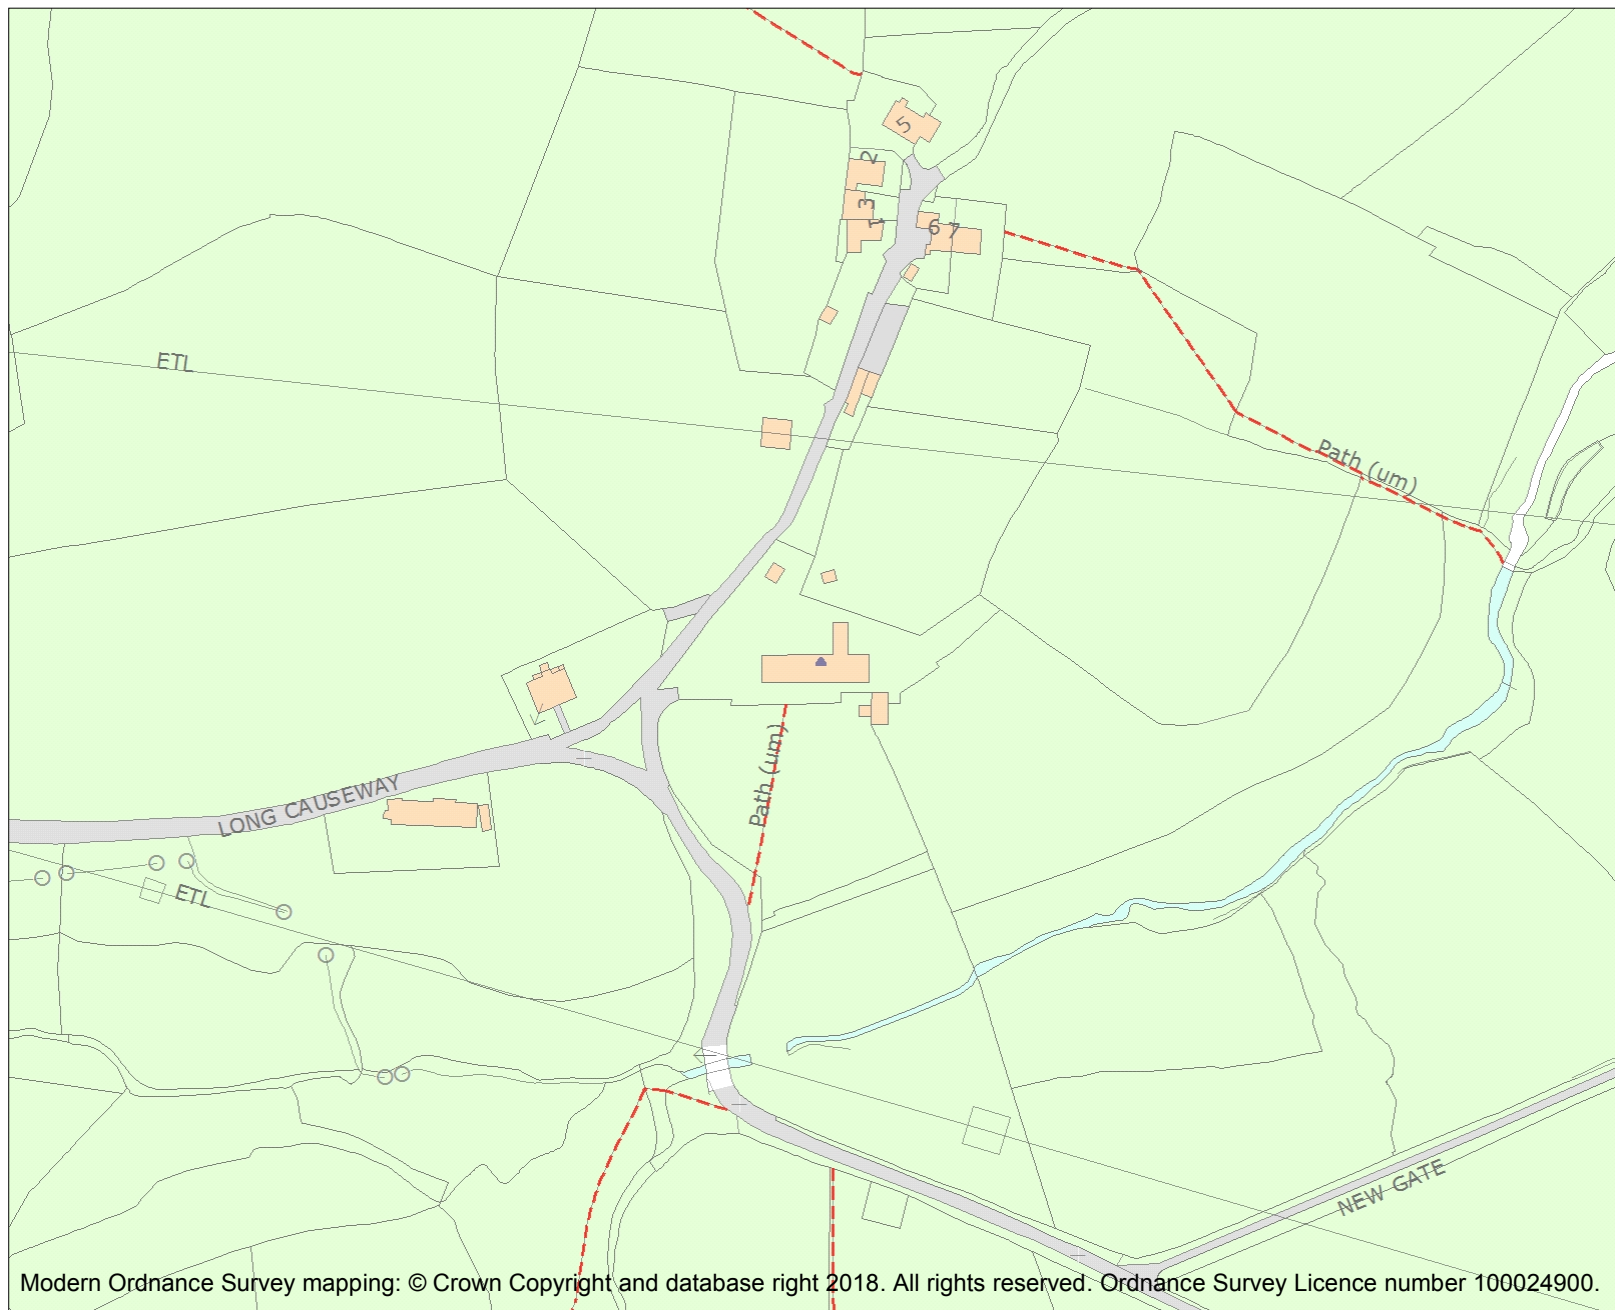 5
2
3
1
6 7
ETL
Path (um)
Path (um)
LONG CAUSEWAY
ETL
NEW GATE
Modern Ordnance Survey mapping: © Crown Copyright and database right 2018. All rights reserved. Ordnance Survey Licence number 100024900.